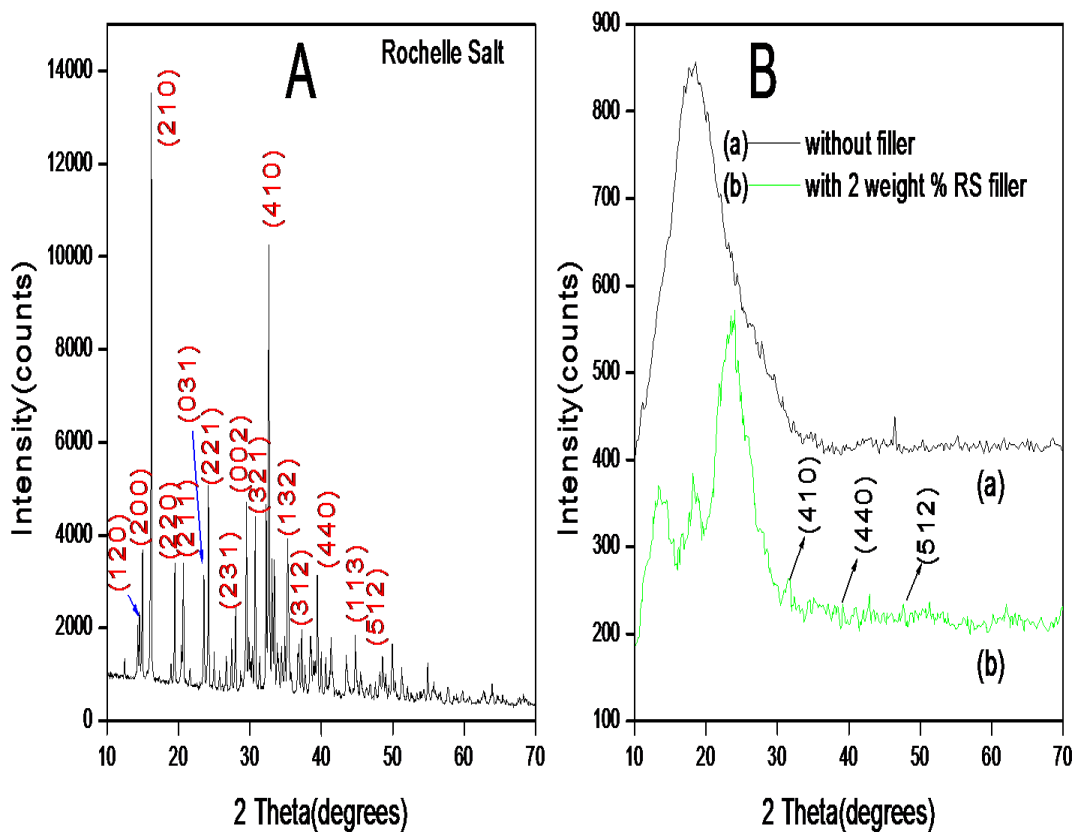 A
Rochelle Salt
Intensity(counts)
14000
12000
10000
8000
6000
4000
2000
0
(120)
(200)
(210)
(220)
(211)
(031)
(221)
(231)
(002)
(321)
(410)
(132)
(312)
(440)
(113)
(512)
10 20 30 40 50 60 70
2 Theta(degrees)
B
Intensity(counts)
900
800
700
600
500
400
300
200
100
(a) without filler
(b) with 2 weight % RS filler
(a)
(410)
(440)
(512)
(b)
10 20 30 40 50 60 70
2 Theta(degrees)